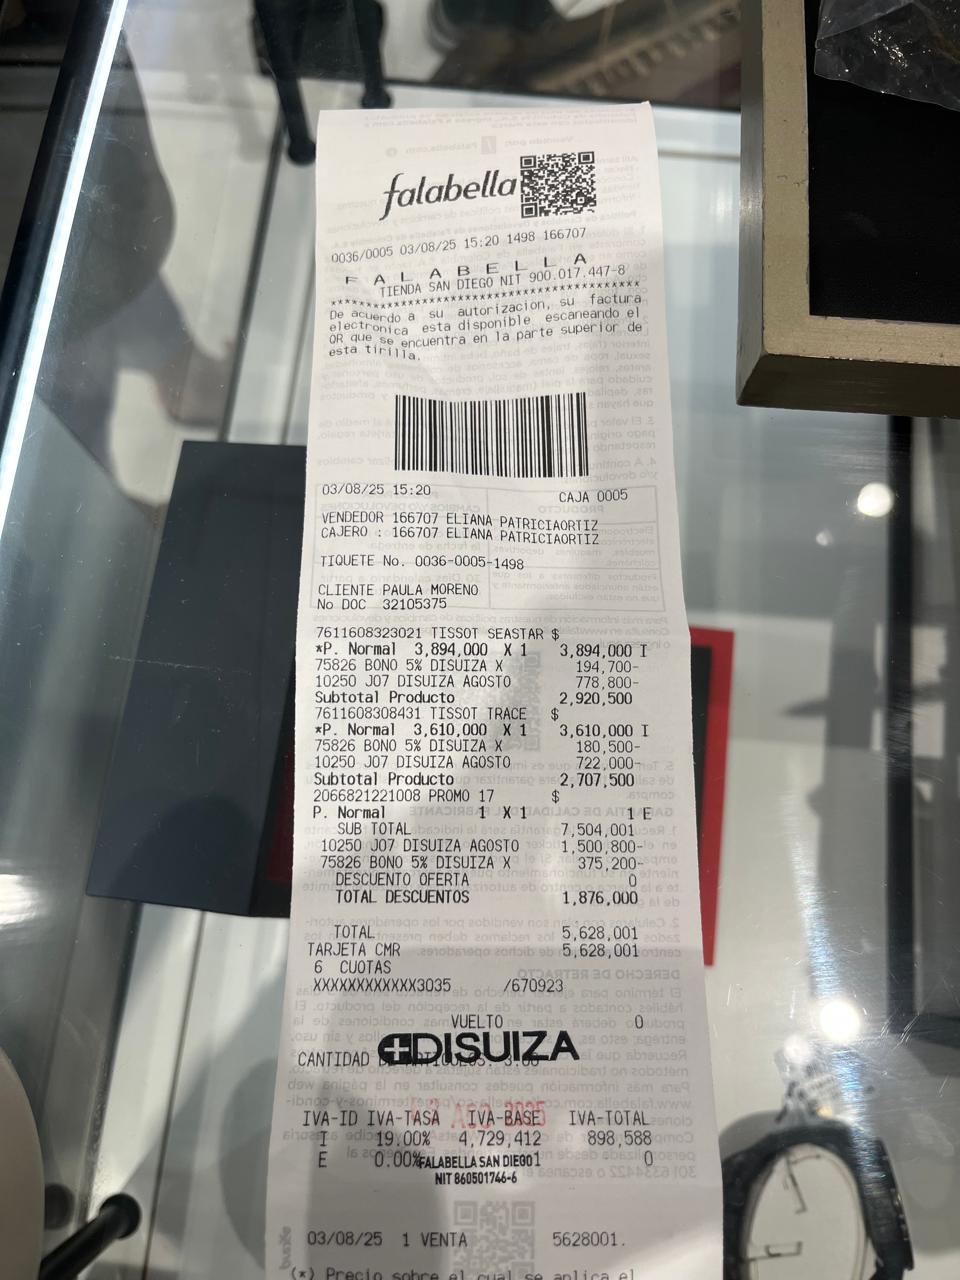 falabella
0036/0005 03/08/25 15:20 1498 166707
F A L A B E L L A
TIENDA SAN DIEGO NIT 900.017.447-8
****************************************
De acuerdo a su autorizacion, su factura
electronica esta disponible escaneando el
QR que se encuentra en la parte superior de
esta tirilla.
03/08/25 15:20 CAJA 0005
VENDEDOR 166707 ELIANA PATRICIAORTIZ
CAJERO : 166707 ELIANA PATRICIAORTIZ
TIQUETE No. 0036-0005-1498
CLIENTE PAULA MORENO
No DOC 32105375
7611608323021 TISSOT SEASTAR $
*P. Normal 3,894,000 X 1 3,894,000 I
75826 BONO 5% DISUIZA X 194,700-
10250 J07 DISUIZA AGOSTO 778,800-
Subtotal Producto 2,920,500
7611608308431 TISSOT TRACE $
*P. Normal 3,610,000 X 1 3,610,000 I
75826 BONO 5% DISUIZA X 180,500-
10250 J07 DISUIZA AGOSTO 722,000-
Subtotal Producto 2,707,500
2066821221008 PROMO 17 $
P. Normal 1 X 1 1 E
SUB TOTAL 7,504,001
10250 J07 DISUIZA AGOSTO 1,500,800-
75826 BONO 5% DISUIZA X 375,200-
DESCUENTO OFERTA 0
TOTAL DESCUENTOS 1,876,000
TOTAL 5,628,001
TARJETA CMR 5,628,001
6 CUOTAS
XXXXXXXXXXXX3035 /670923
VUELTO 0
DISUIZA
CANTIDAD
AGO 2025
IVA-ID IVA-TASA IVA-BASE IVA-TOTAL
I 19.00% 4,729,412 898,588
E 0.00% 1 0
FALABELLA SAN DIEGO
NIT 860501746-6
03/08/25 1 VENTA 5628001.
(*) Precio sobre el cual se aplica el